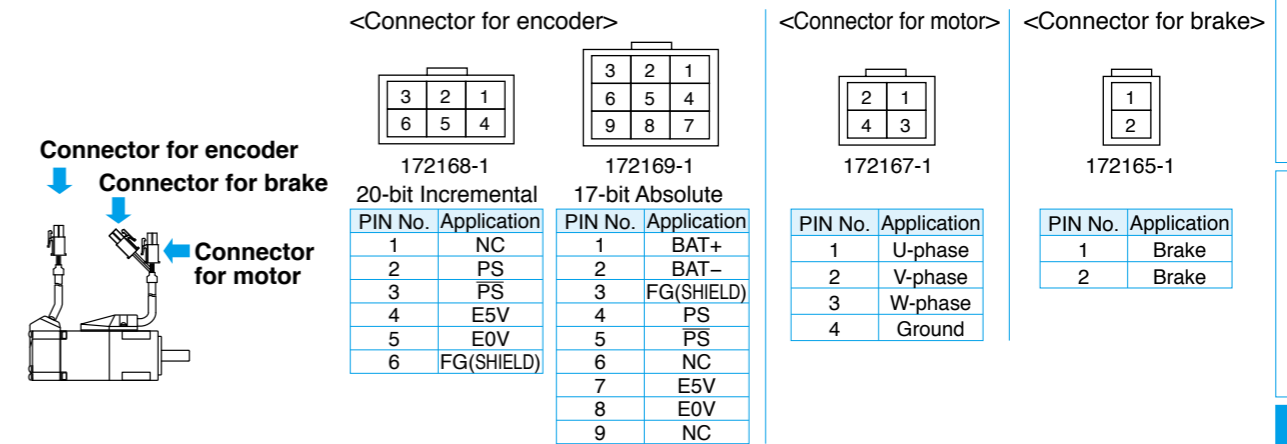 <Connector for encoder>
<Connector for motor>
<Connector for brake>
3 2 1
6 5 4
172168-1
20-bit Incremental
3 2 1
6 5 4
9 8 7
172169-1
17-bit Absolute
2 1
4 3
172167-1
1
2
172165-1
Connector for encoder
Connector for brake
Connector
for motor
PIN No. Application
1 NC
2 PS
3 P̅S̅
4 E5V
5 E0V
6 FG(SHIELD)
PIN No. Application
1 BAT+
2 BAT−
3 FG(SHIELD)
4 PS
5 P̅S̅
6 NC
7 E5V
8 E0V
9 NC
PIN No. Application
1 U-phase
2 V-phase
3 W-phase
4 Ground
PIN No. Application
1 Brake
2 Brake